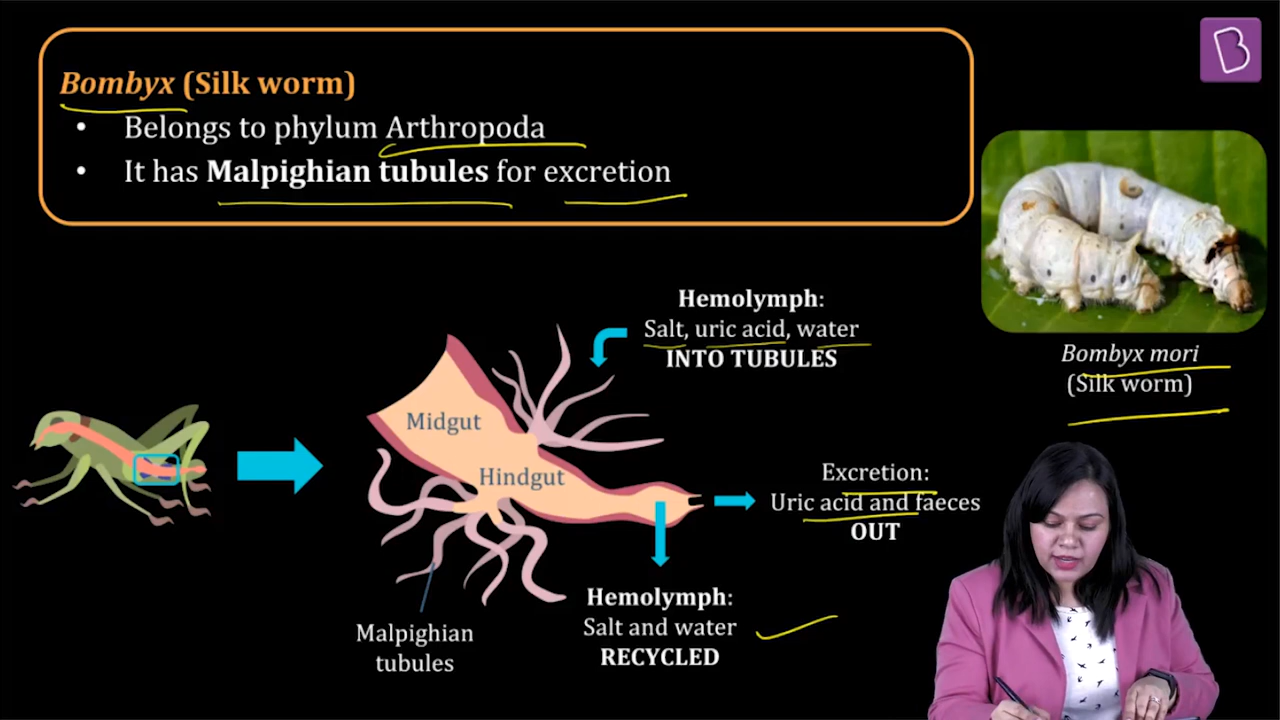 Bombyx (Silk worm)
• Belongs to phylum Arthropoda
• It has Malpighian tubules for excretion
Hemolymph:
Salt, uric acid, water
INTO TUBULES
Bombyx mori
(Silk worm)
Midgut
Hindgut
Excretion:
Uric acid and faeces
OUT
Hemolymph:
Salt and water
RECYCLED
Malpighian
tubules
B